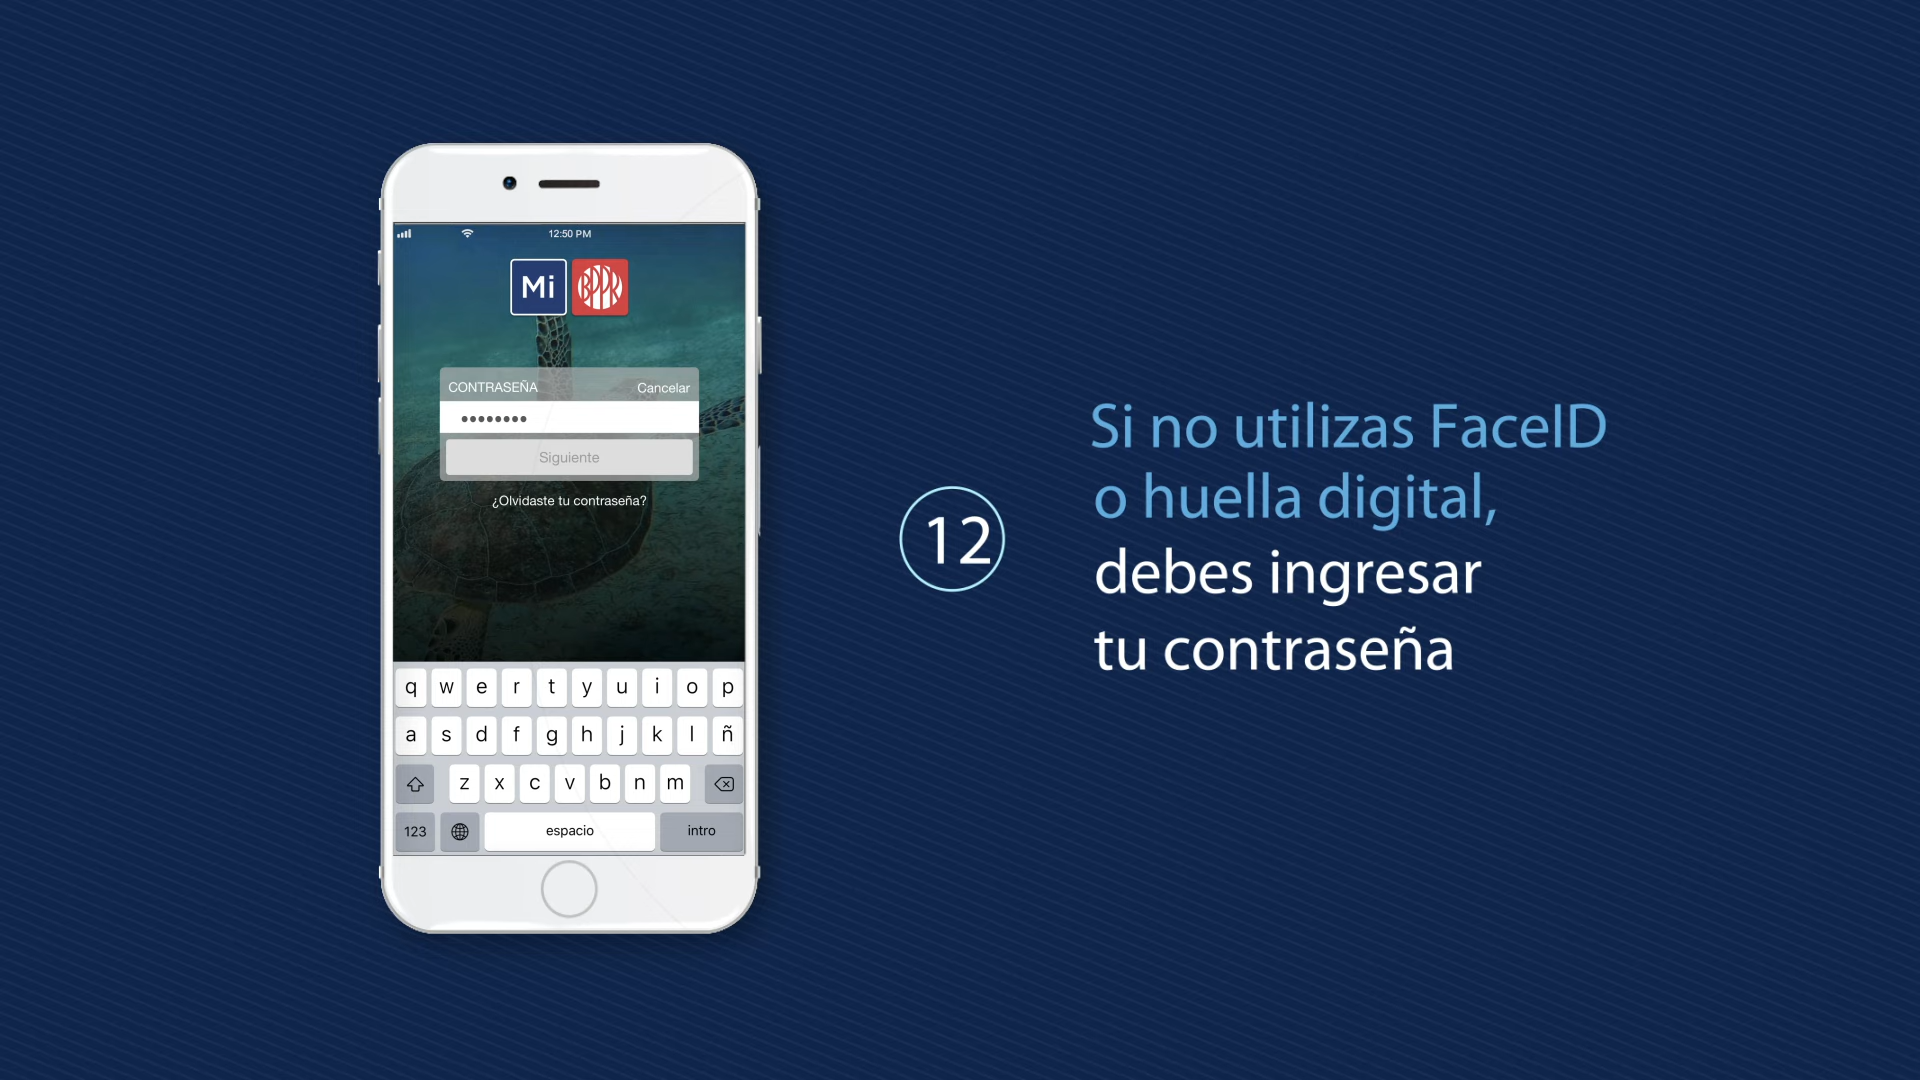 12:50 PM
Mi
BPPR
CONTRASEÑA Cancelar
••••••••
Siguiente
¿Olvidaste tu contraseña?
q w e r t y u i o p
a s d f g h j k l ñ
z x c v b n m
123 espacio intro
12
Si no utilizas FaceID
o huella digital,
debes ingresar
tu contraseña